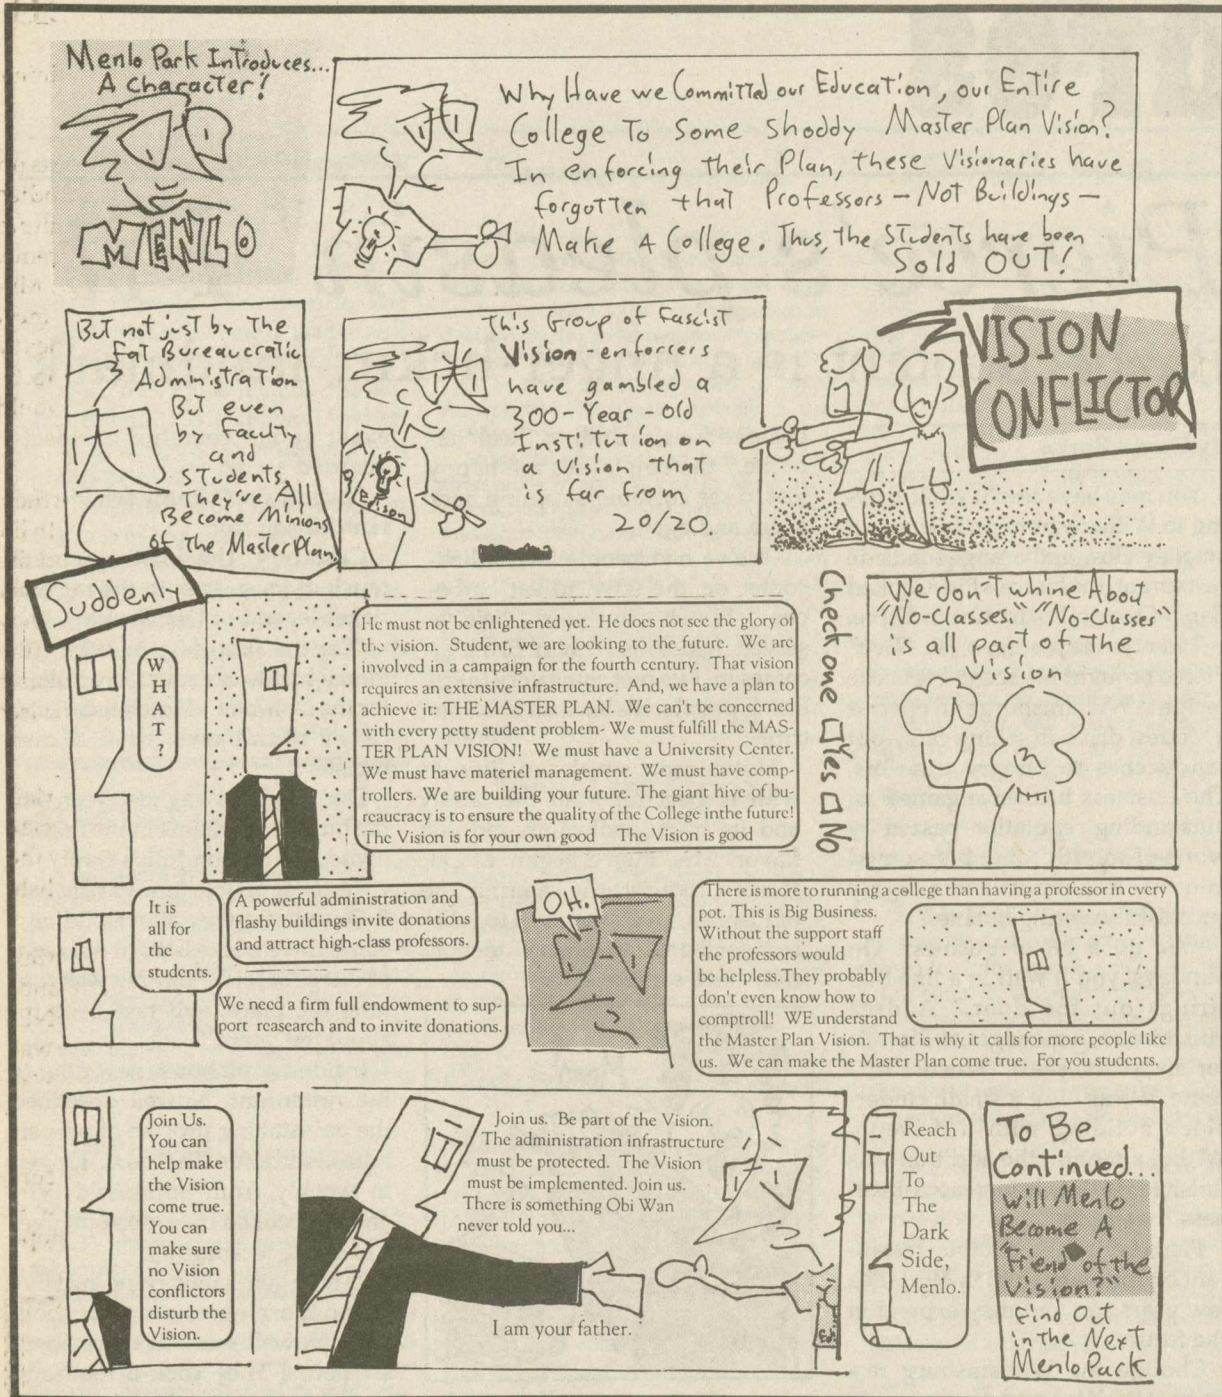 Menlo Park Introduces...
A Character!
MENLO
Why Have we Committed our Education, our Entire
College To Some Shoddy Master Plan Vision?
In enforcing their Plan, these Visionaries have
forgotten that Professors - Not Buildings -
Make A College. Thus, the Students have been
Sold OUT!
But not just by The
Fat Bureaucratic
Administration
But even
by Faculty
and
Students.
They've All
Become Minions
of the Master Plan
This Group of Fascist
Vision-enforcers
have gambled a
300-Year-old
Institution on
a Vision that
is far from
20/20.
Edison
VISION
CONFLICTOR
Suddenly
WHAT?
He must not be enlightened yet. He does not see the glory of
the vision. Student, we are looking to the future. We are
involved in a campaign for the fourth century. That vision
requires an extensive infrastructure. And, we have a plan to
achieve it: THE MASTER PLAN. We can't be concerned
with every petty student problem- We must fulfill the MAS-
TER PLAN VISION! We must have a University Center.
We must have materiel management. We must have comp-
trollers. We are building your future. The giant hive of bu-
reaucracy is to ensure the quality of the College inthe future!
The Vision is for your own good The Vision is good
Check one □Yes □No
We don't whine About
"No-Classes." "No-Classes"
is all part of the
Vision
It is
all for
the
students.
A powerful administration and
flashy buildings invite donations
and attract high-class professors.
We need a firm full endowment to sup-
port reasearch and to invite donations.
OH.
There is more to running a college than having a professor in every
pot. This is Big Business.
Without the support staff
the professors would
be helpless.They probably
don't even know how to
comptroll! WE understand
the Master Plan Vision. That is why it calls for more people like
us. We can make the Master Plan come true. For you students.
Join Us.
You can
help make
the Vision
come true.
You can
make sure
no Vision
conflictors
disturb the
Vision.
Join us. Be part of the Vision.
The administration infrastructure
must be protected. The Vision
must be implemented. Join us.
There is something Obi Wan
never told you...
I am your father.
Ed.
Reach
Out
To
The
Dark
Side,
Menlo.
To Be
Continued...
Will Menlo
Become A
"Friend of the
Vision?"
Find Out
in the Next
Menlo Park